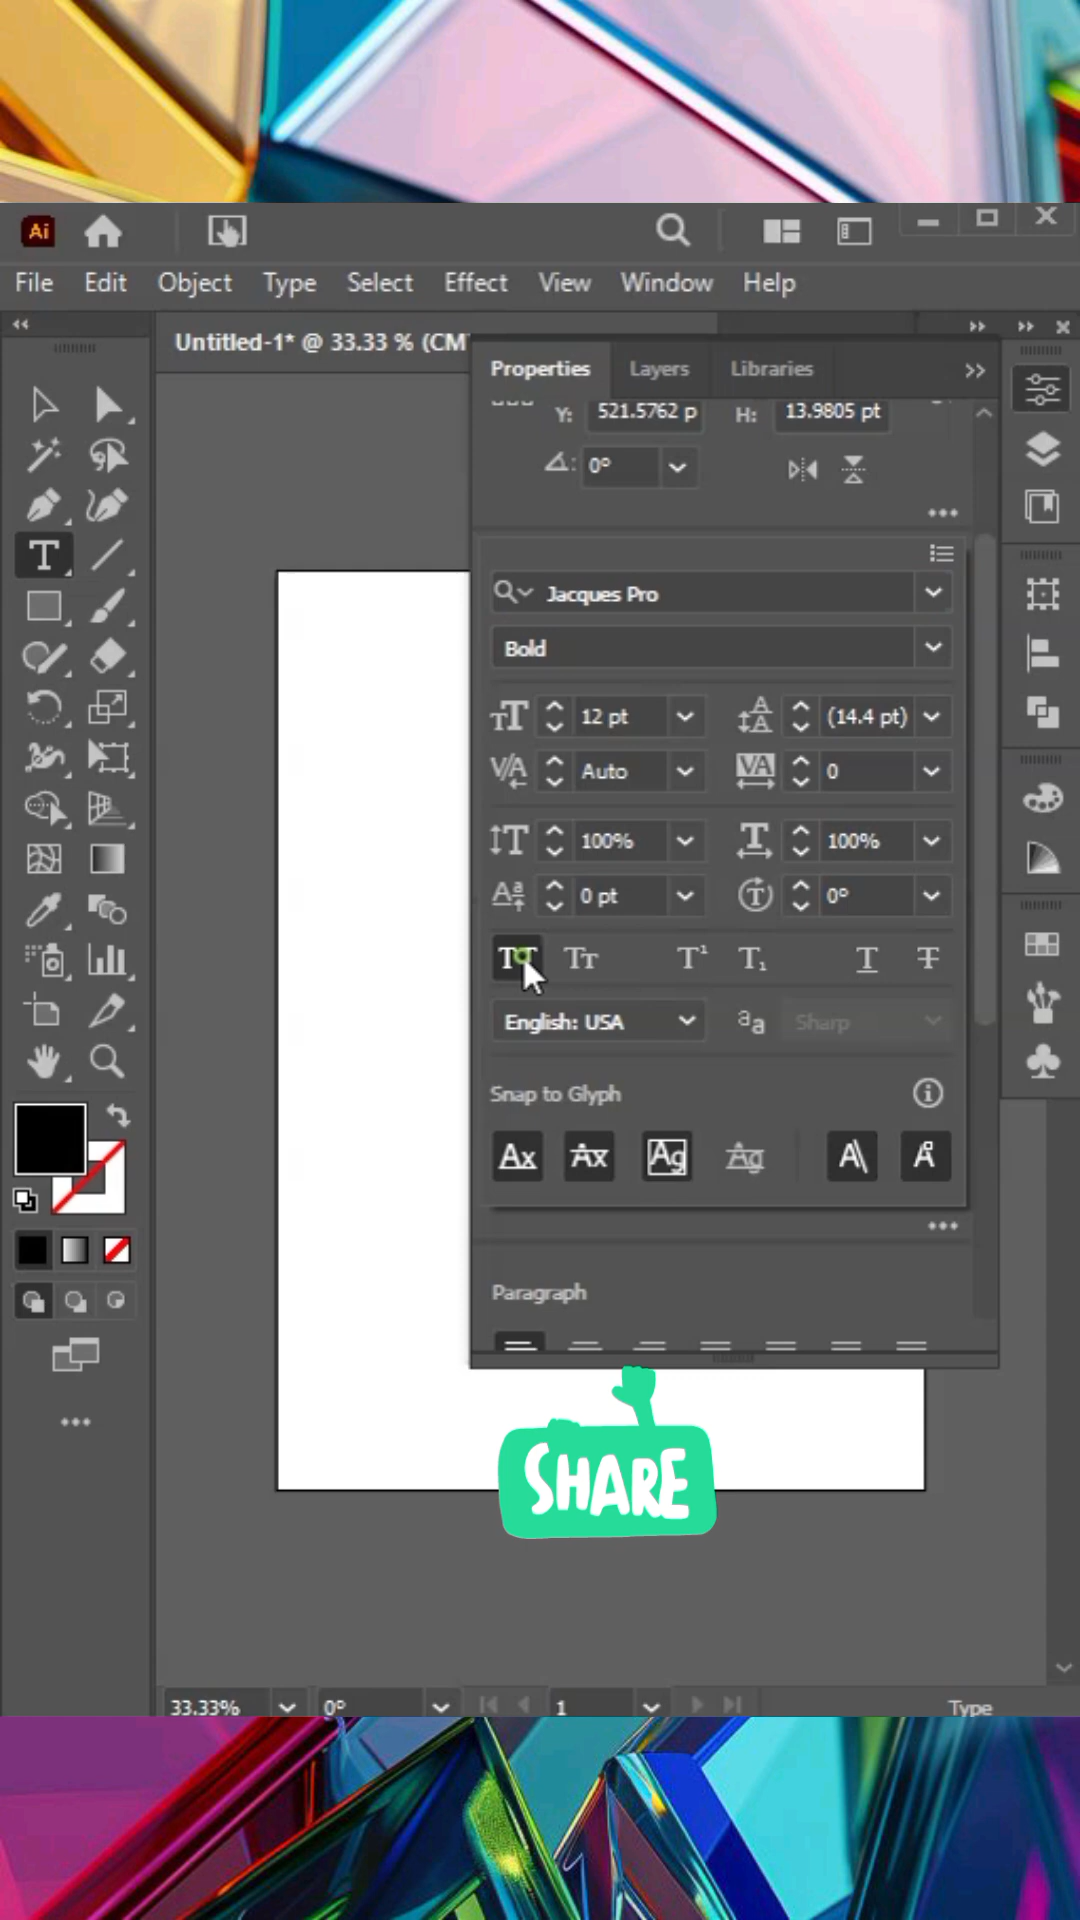 Ai
File Edit Object Type Select Effect View Window Help
Untitled-1* @ 33.33 % (CM
Properties Layers Libraries
Y: 521.5762 p H: 13.9805 pt
0°
Jacques Pro
Bold
12 pt (14.4 pt)
Auto 0
100% 100%
0 pt 0°
English: USA Sharp
Snap to Glyph
Paragraph
SHARE
33.33% 0° 1 Type